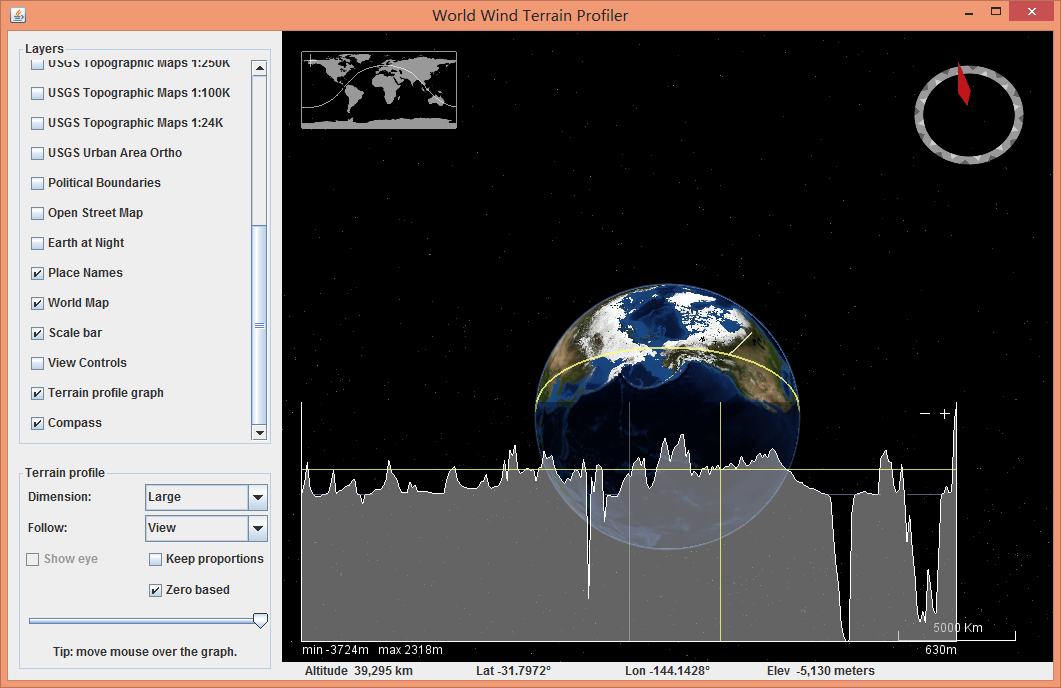 World Wind Terrain Profiler
Layers
USGS Topographic Maps 1:250K
USGS Topographic Maps 1:100K
USGS Topographic Maps 1:24K
USGS Urban Area Ortho
Political Boundaries
Open Street Map
Earth at Night
Place Names
World Map
Scale bar
View Controls
Terrain profile graph
Compass
Terrain profile
Dimension: Large
Follow: View
Show eye Keep proportions
Zero based
Tip: move mouse over the graph.
5000 Km
min -3724m max 2318m 630m
Altitude 39,295 km Lat -31.7972° Lon -144.1428° Elev -5,130 meters